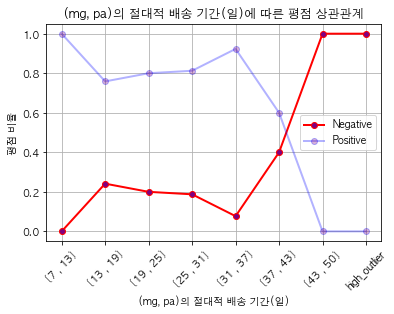 (mg, pa)의 절대적 배송 기간(일)에 따른 평점 상관관계
평점 비율
1.0
0.8
0.6
0.4
0.2
0.0
Negative
Positive
(7, 13)
(13, 19)
(19, 25)
(25, 31)
(31, 37)
(37, 43)
(43, 50)
hgh_outlier
(mg, pa)의 절대적 배송 기간(일)